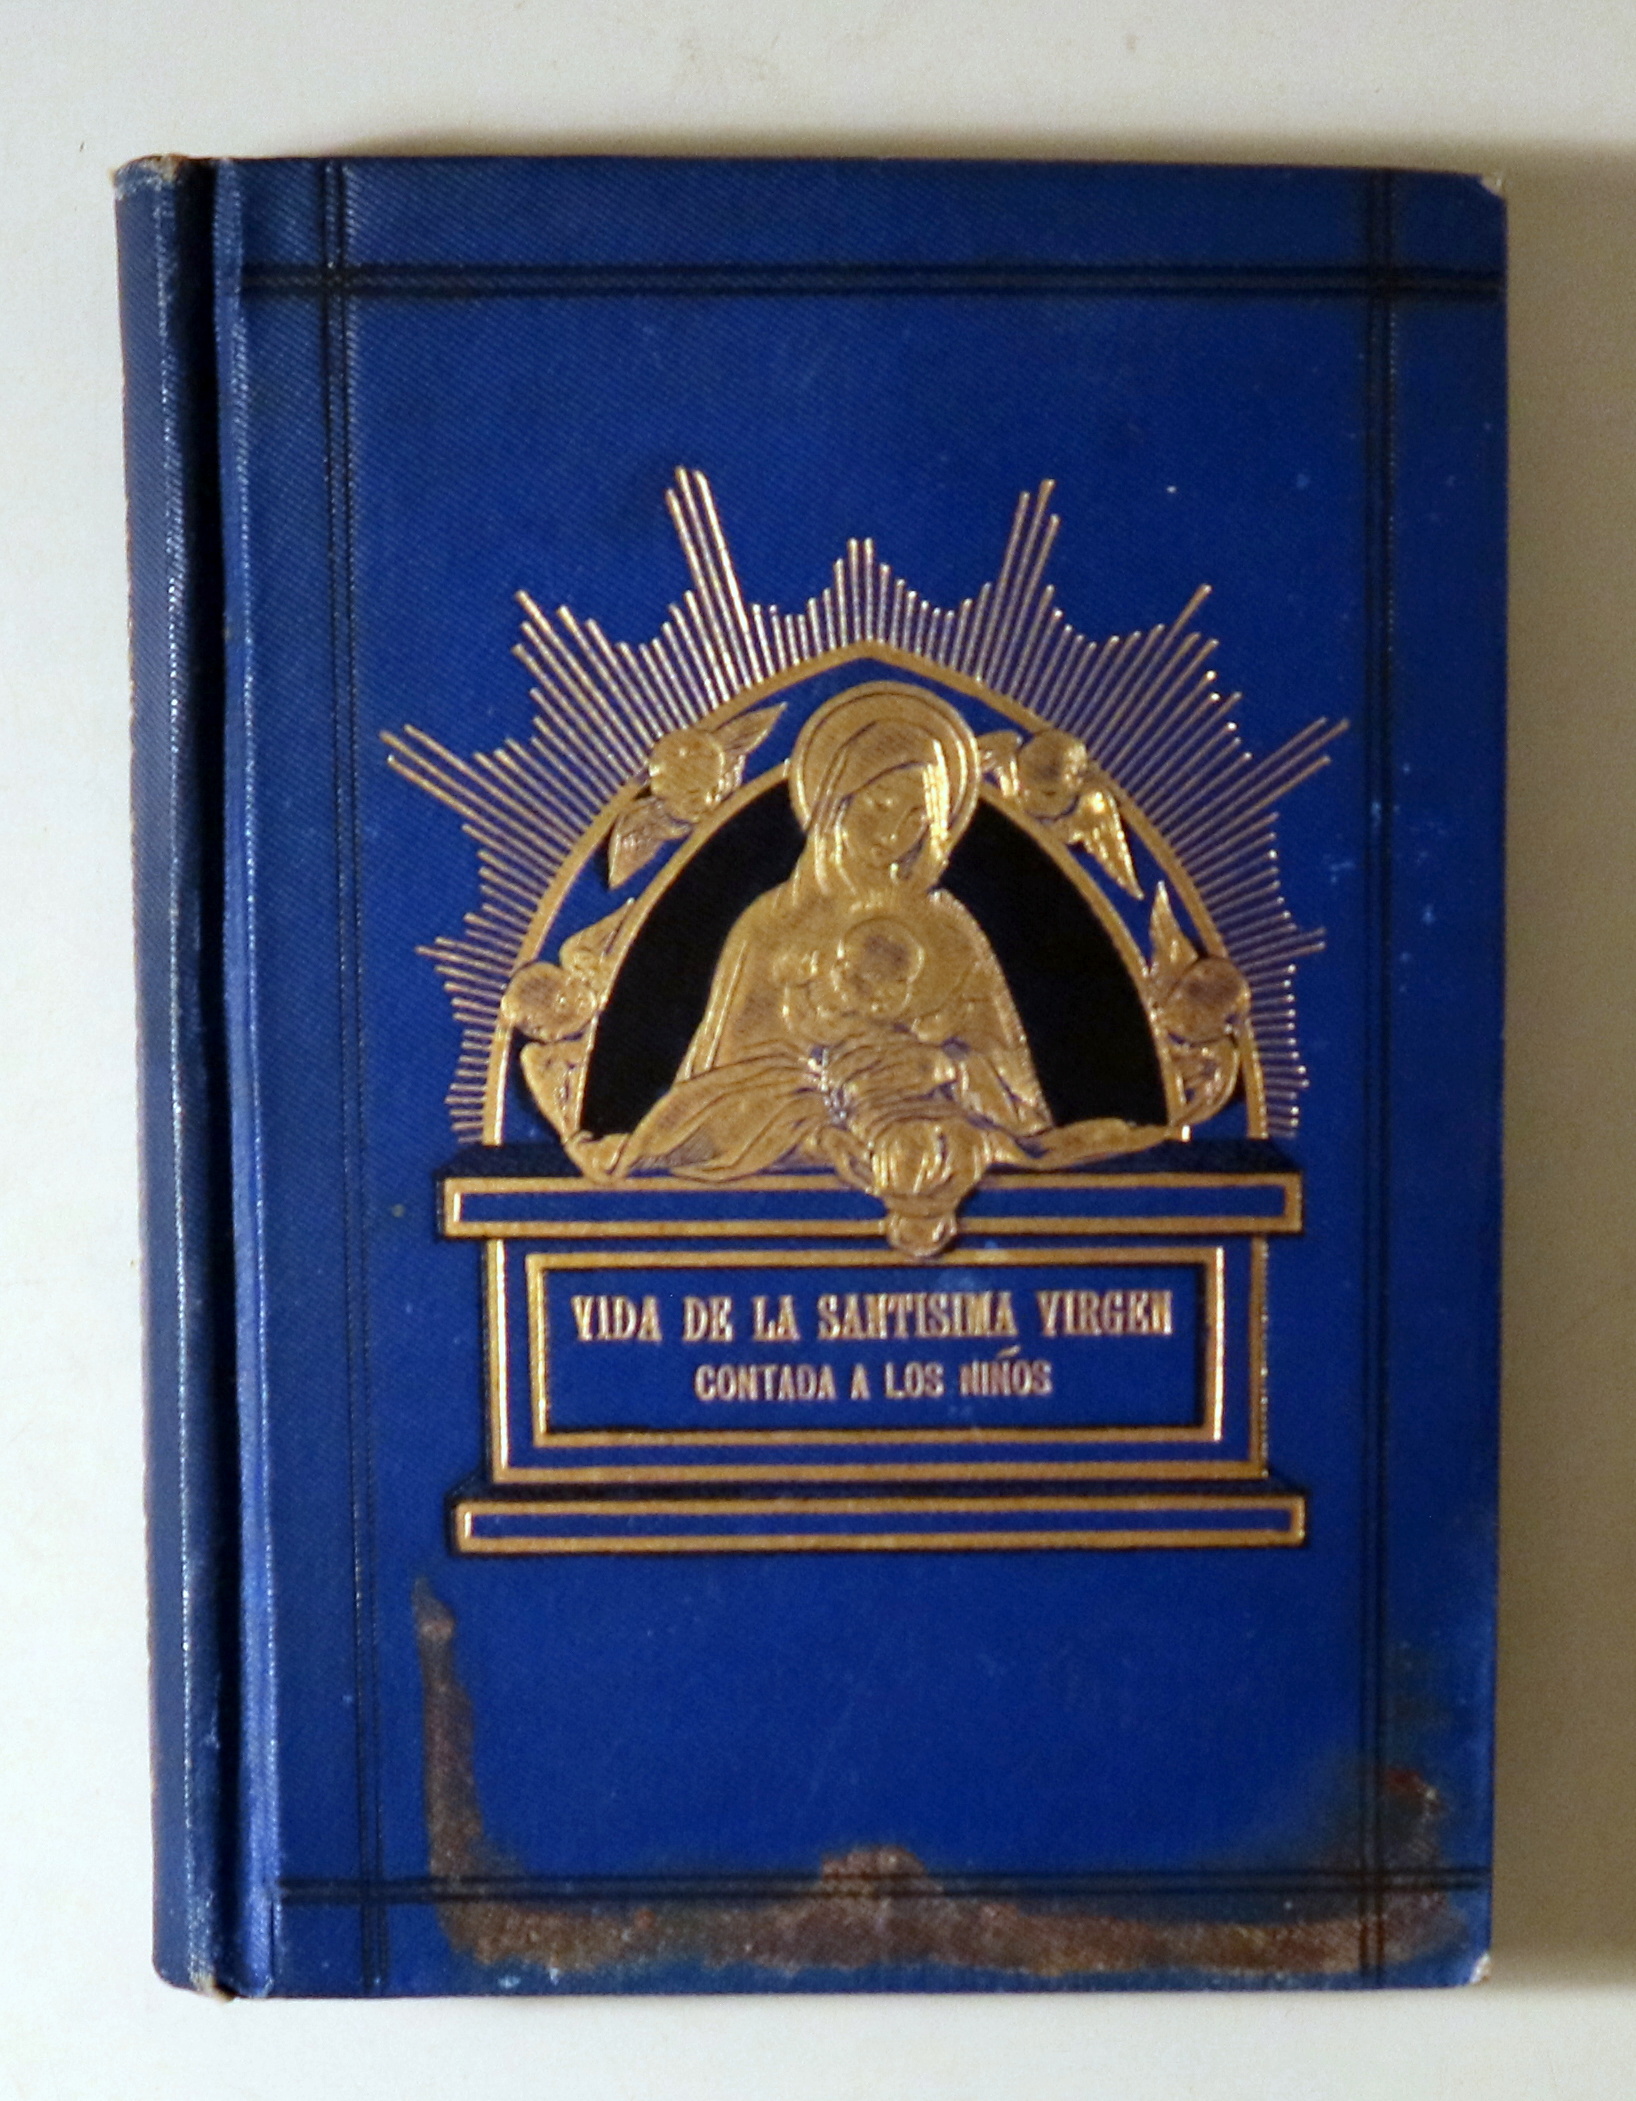 VIDA DE LA SANTISIMA VIRGEN
CONTADA A LOS NIÑOS